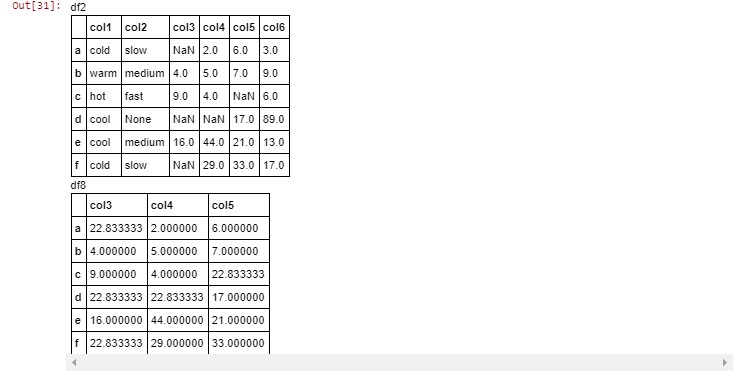 Out[31]: df2
col1 col2 col3 col4 col5 col6
a cold slow NaN 2.0 6.0 3.0
b warm medium 4.0 5.0 7.0 9.0
c hot fast 9.0 4.0 NaN 6.0
d cool None NaN NaN 17.0 89.0
e cool medium 16.0 44.0 21.0 13.0
f cold slow NaN 29.0 33.0 17.0
df8
col3 col4 col5
a 22.833333 2.000000 6.000000
b 4.000000 5.000000 7.000000
c 9.000000 4.000000 22.833333
d 22.833333 22.833333 17.000000
e 16.000000 44.000000 21.000000
f 22.833333 29.000000 33.000000